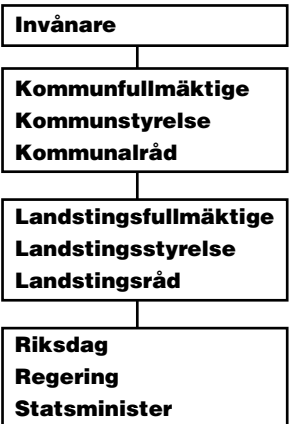 Invånare
Kommunfullmäktige
Kommunstyrelse
Kommunalråd
Landstingsfullmäktige
Landstingsstyrelse
Landstingsråd
Riksdag
Regering
Statsminister